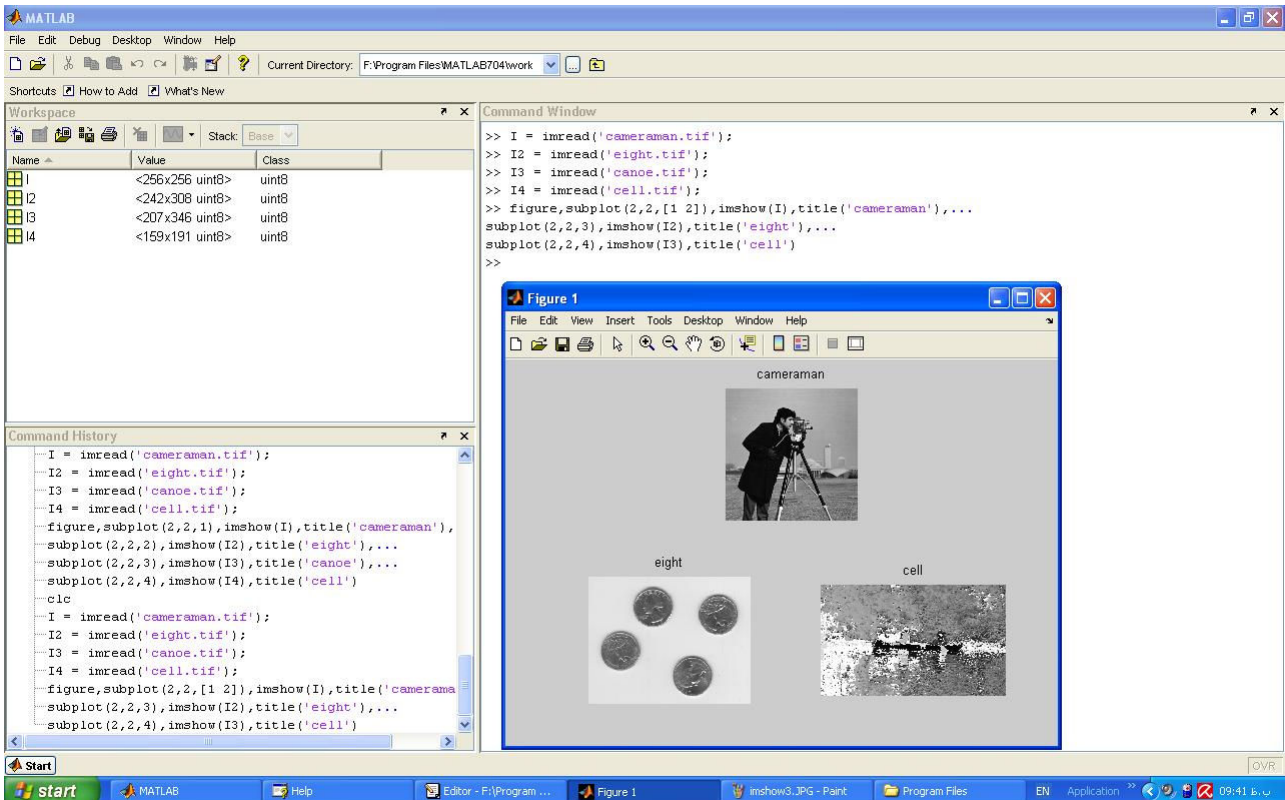 MATLAB
File Edit Debug Desktop Window Help
Current Directory: F:\Program Files\MATLAB704\work
Shortcuts How to Add What's New
Workspace
Stack: Base
Name Value Class
I <256x256 uint8> uint8
I2 <242x308 uint8> uint8
I3 <207x346 uint8> uint8
I4 <159x191 uint8> uint8
Command History
I = imread('cameraman.tif');
I2 = imread('eight.tif');
I3 = imread('canoe.tif');
I4 = imread('cell.tif');
figure,subplot(2,2,1),imshow(I),title('cameraman'),
subplot(2,2,2),imshow(I2),title('eight'),...
subplot(2,2,3),imshow(I3),title('canoe'),...
subplot(2,2,4),imshow(I4),title('cell')
clc
I = imread('cameraman.tif');
I2 = imread('eight.tif');
I3 = imread('canoe.tif');
I4 = imread('cell.tif');
figure,subplot(2,2,[1 2]),imshow(I),title('camerama
subplot(2,2,3),imshow(I2),title('eight'),...
subplot(2,2,4),imshow(I3),title('cell')
Command Window
>> I = imread('cameraman.tif');
>> I2 = imread('eight.tif');
>> I3 = imread('canoe.tif');
>> I4 = imread('cell.tif');
>> figure,subplot(2,2,[1 2]),imshow(I),title('cameraman'),...
subplot(2,2,3),imshow(I2),title('eight'),...
subplot(2,2,4),imshow(I3),title('cell')
>>
Figure 1
File Edit View Insert Tools Desktop Window Help
cameraman
eight
cell
Start
OVR
start MATLAB Help Editor - F:\Program ... Figure 1 imshow3.JPG - Paint Program Files EN Application 09:41 ب.ظ